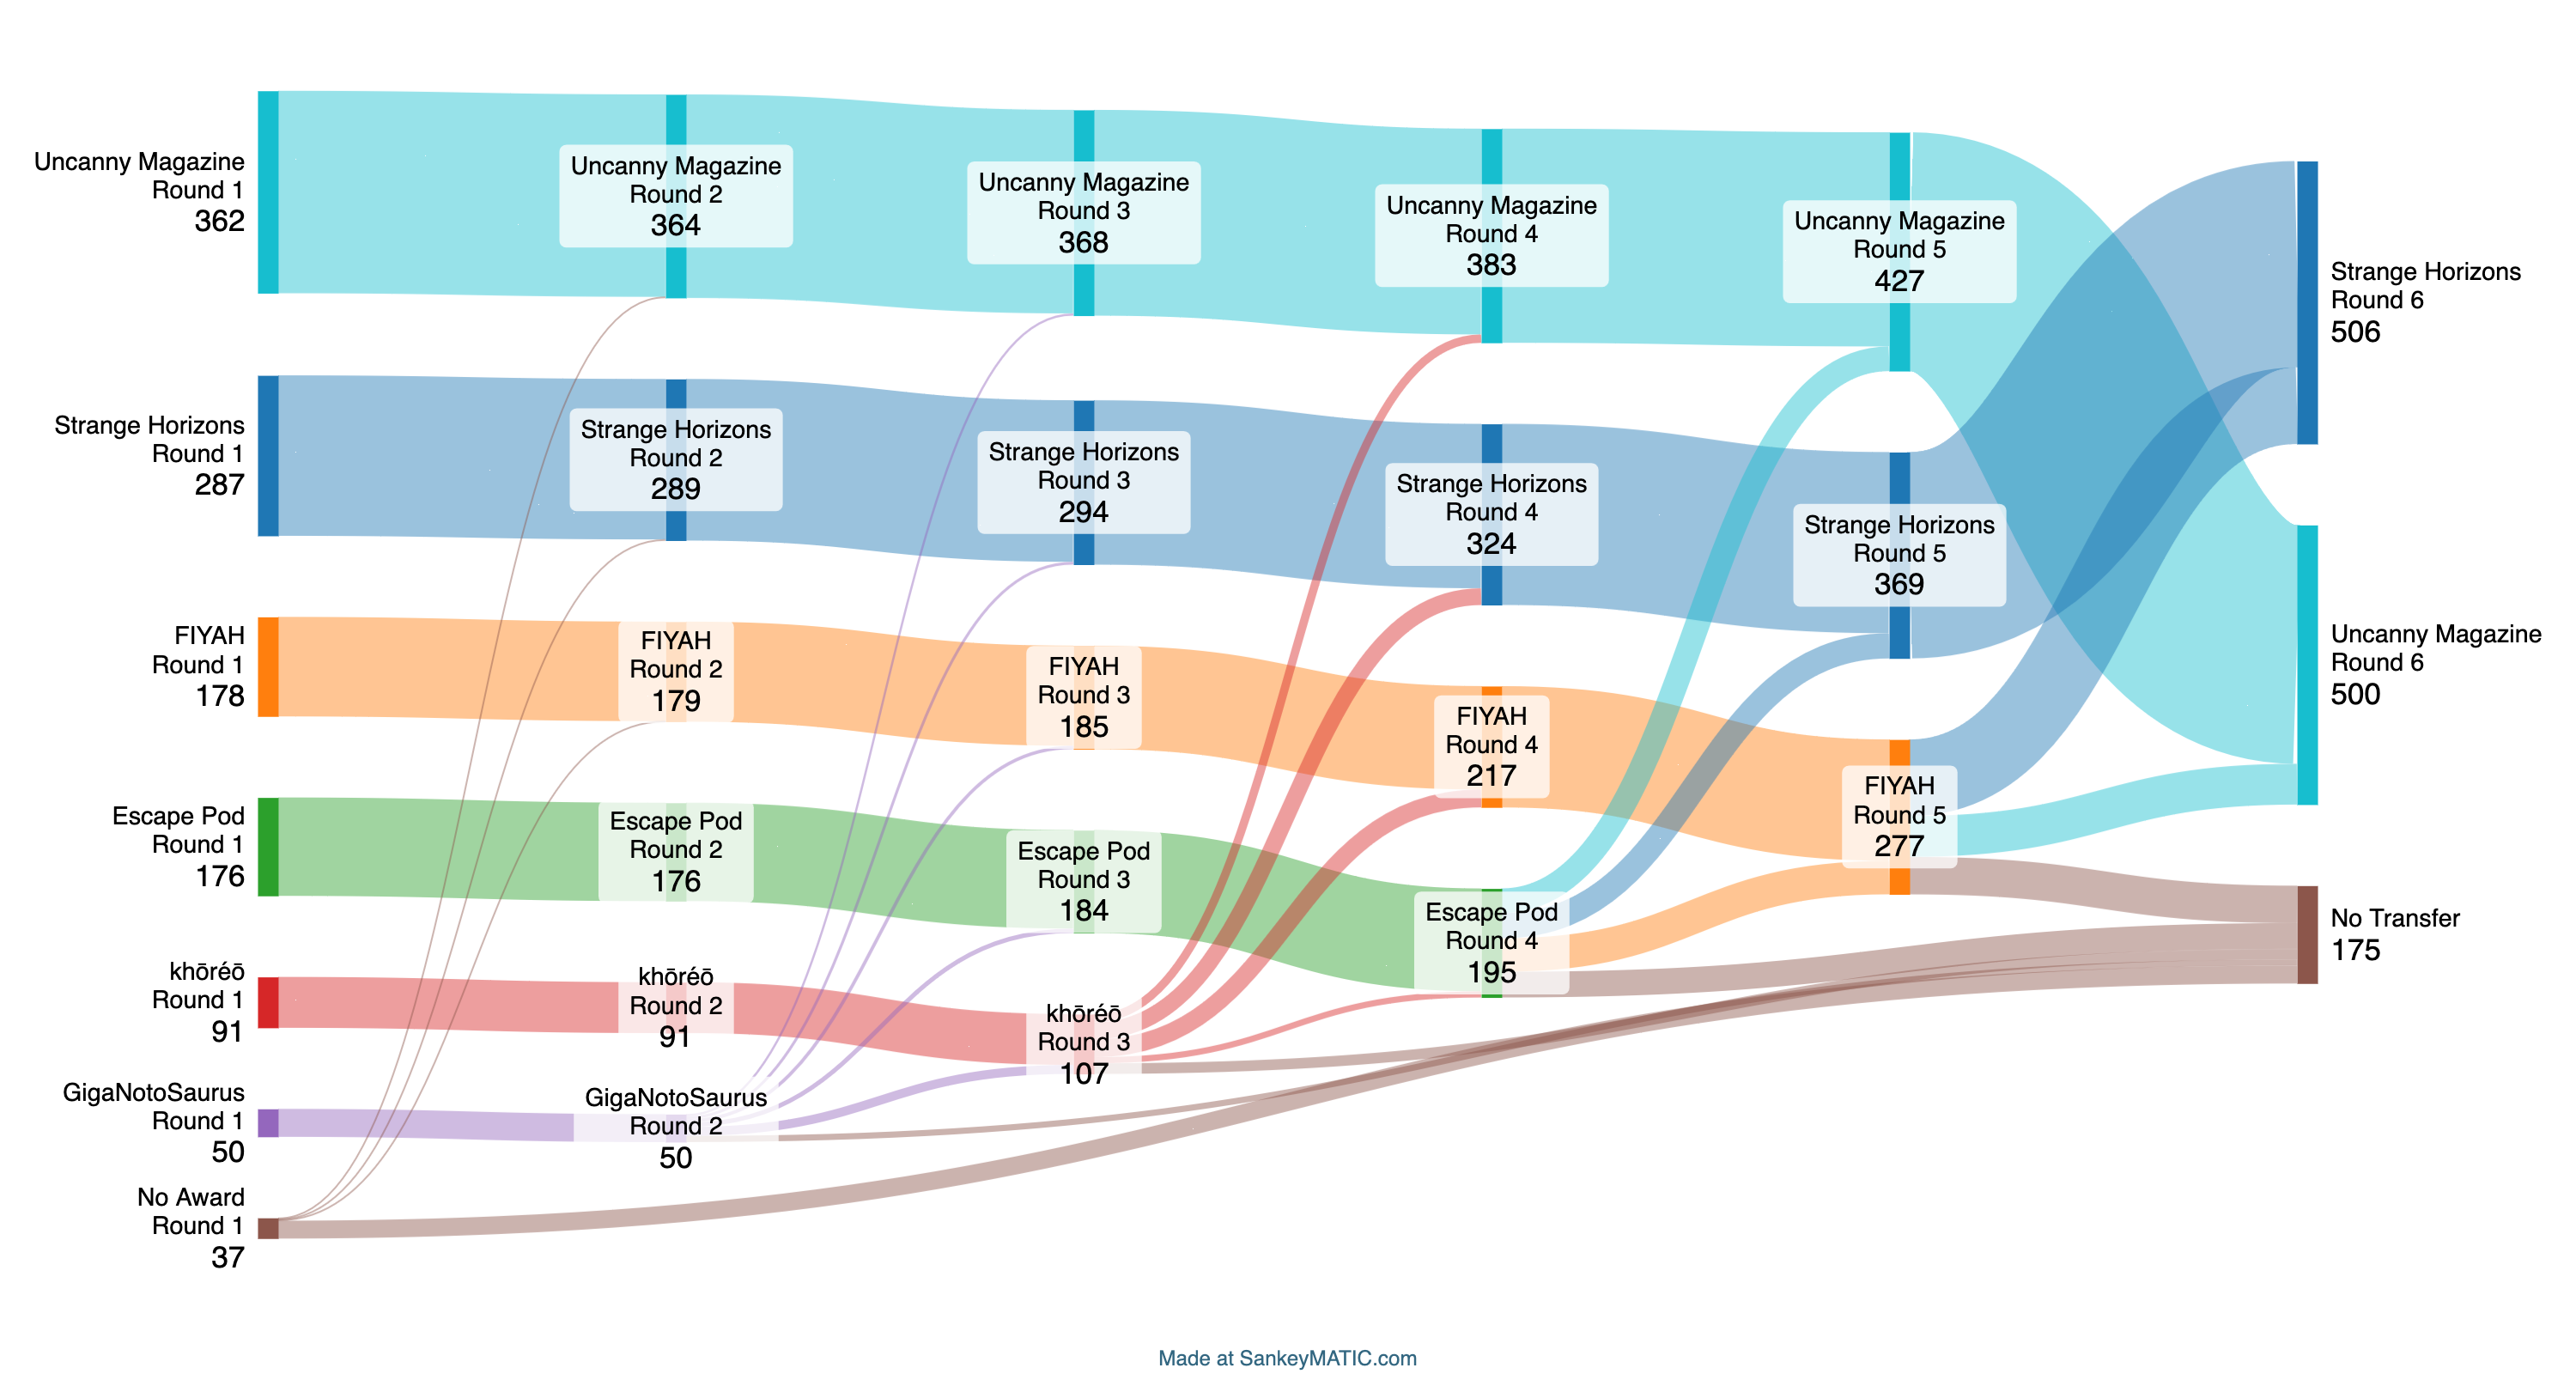 Uncanny Magazine
Round 1
362
Strange Horizons
Round 1
287
FIYAH
Round 1
178
Escape Pod
Round 1
176
khōréō
Round 1
91
GigaNotoSaurus
Round 1
50
No Award
Round 1
37
Uncanny Magazine
Round 2
364
Strange Horizons
Round 2
289
FIYAH
Round 2
179
Escape Pod
Round 2
176
khōréō
Round 2
91
GigaNotoSaurus
Round 2
50
Uncanny Magazine
Round 3
368
Strange Horizons
Round 3
294
FIYAH
Round 3
185
Escape Pod
Round 3
184
khōréō
Round 3
107
Uncanny Magazine
Round 4
383
Strange Horizons
Round 4
324
FIYAH
Round 4
217
Escape Pod
Round 4
195
Uncanny Magazine
Round 5
427
Strange Horizons
Round 5
369
FIYAH
Round 5
277
Strange Horizons
Round 6
506
Uncanny Magazine
Round 6
500
No Transfer
175
Made at SankeyMATIC.com